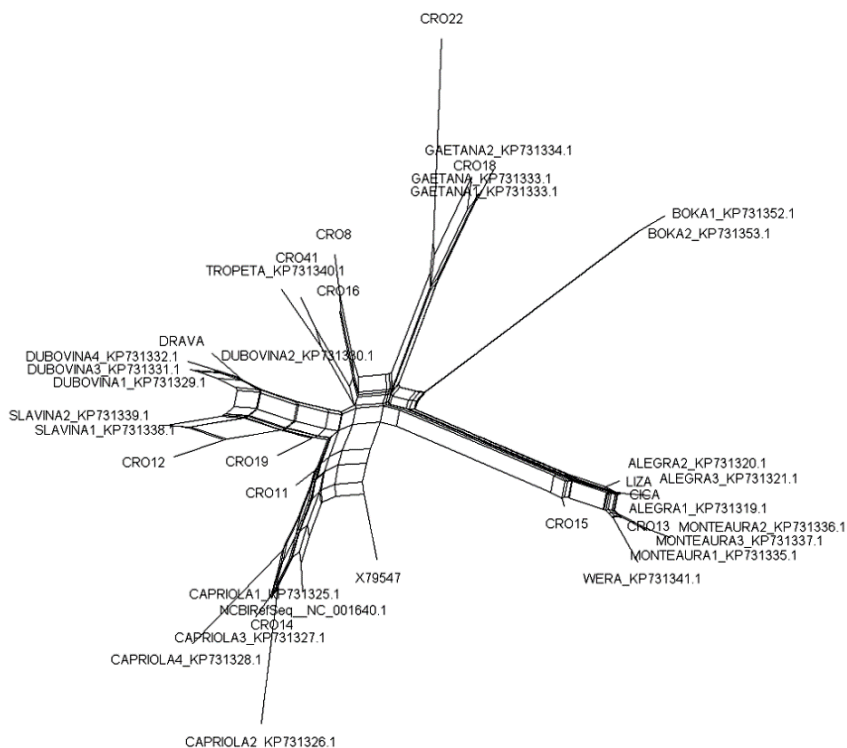 CRO22
GAETANA2_KP731334.1
CRO18
GAETANA_KP731333.1
GAETANA1_KP731333.1
BOKA1_KP731352.1
BOKA2_KP731353.1
CRO8
CRO41
TROPETA_KP731340.1
CRO16
DRAVA
DUBOVINA4_KP731332.1
DUBOVINA2_KP731330.1
DUBOVINA3_KP731331.1
DUBOVINA1_KP731329.1
SLAVINA2_KP731339.1
SLAVINA1_KP731338.1
CRO12
CRO19
CRO11
ALEGRA2_KP731320.1
LIZA
ALEGRA3_KP731321.1
CICA
ALEGRA1_KP731319.1
CRO15
CRO13
MONTEAURA2_KP731336.1
MONTEAURA3_KP731337.1
MONTEAURA1_KP731335.1
WERA_KP731341.1
X79547
CAPRIOLA1_KP731325.1
NCBIRefSeq__NC_001640.1
CRO14
CAPRIOLA3_KP731327.1
CAPRIOLA4_KP731328.1
CAPRIOLA2_KP731326.1